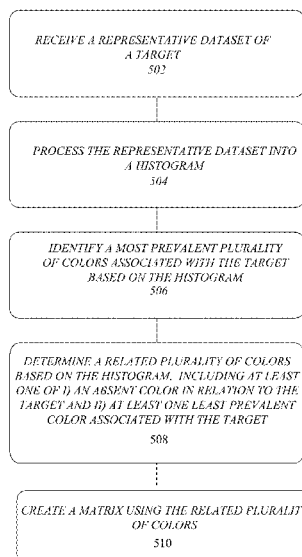 RECEIVE A REPRESENTATIVE DATASET OF
A TARGET
502
PROCESS THE REPRESENTATIVE DATASET INTO
A HISTOGRAM
504
IDENTIFY A MOST PREVALENT PLURALITY
OF COLORS ASSOCIATED WITH THE TARGET
BASED ON THE HISTOGRAM
506
DETERMINE A RELATED PLURALITY OF COLORS
BASED ON THE HISTOGRAM, INCLUDING AT LEAST
ONE OF I) AN ABSENT COLOR IN RELATION TO THE
TARGET AND II) AT LEAST ONE LEAST PREVALENT
COLOR ASSOCIATED WITH THE TARGET
508
CREATE A MATRIX USING THE RELATED PLURALITY
OF COLORS
510